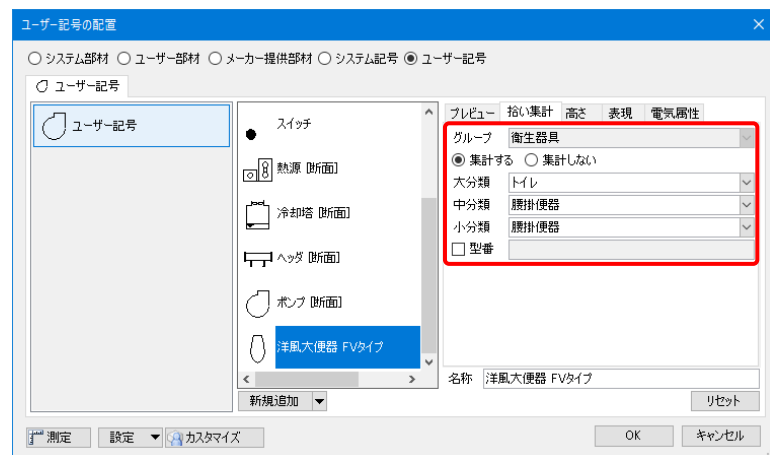 ユーザー記号の配置
システム部材 ユーザー部材 メーカー提供部材 システム記号 ユーザー記号
ユーザー記号
ユーザー記号
スイッチ
熱源 [断面]
冷却塔 [断面]
ヘッダ [断面]
ポンプ [断面]
洋風大便器 FVタイプ
新規追加
プレビュー 拾い集計 高さ 表現 電気属性
グループ 衛生器具
集計する 集計しない
大分類 トイレ
中分類 腰掛便器
小分類 腰掛便器
型番
名称 洋風大便器 FVタイプ
リセット
測定 設定 カスタマイズ OK キャンセル